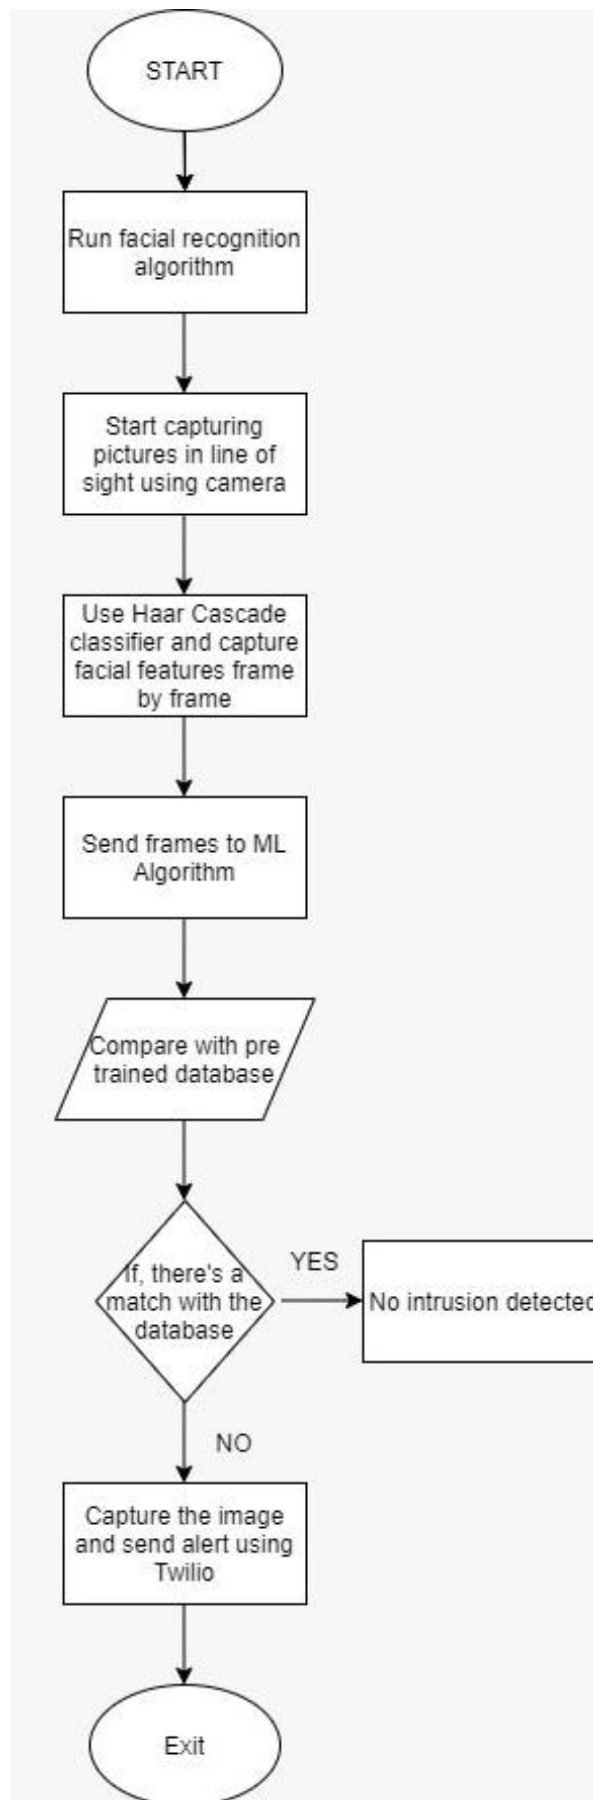 START
Run facial recognition
algorithm
Start capturing
pictures in line of
sight using camera
Use Haar Cascade
classifier and capture
facial features frame
by frame
Send frames to ML
Algorithm
Compare with pre
trained database
If, there's a
match with the
database
YES
No intrusion detected
NO
Capture the image
and send alert using
Twilio
Exit